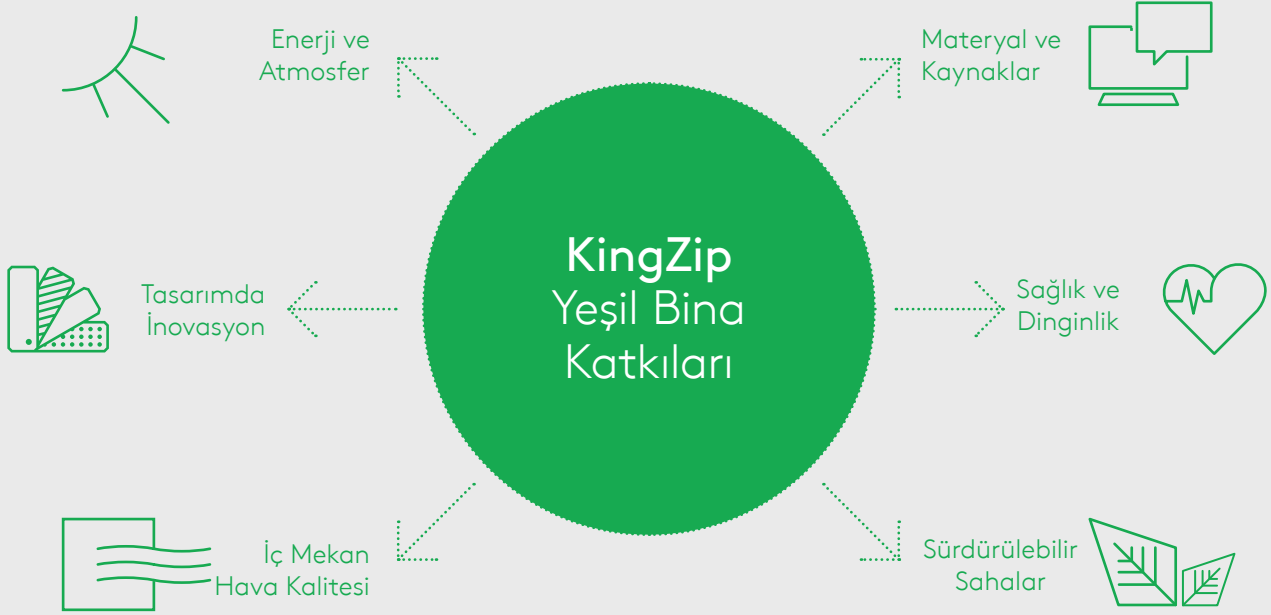 Enerji ve
Atmosfer
Materyal ve
Kaynaklar
KingZip
Yeşil Bina
Katkıları
Tasarımda
İnovasyon
Sağlık ve
Dinginlik
İç Mekan
Hava Kalitesi
Sürdürülebilir
Sahalar